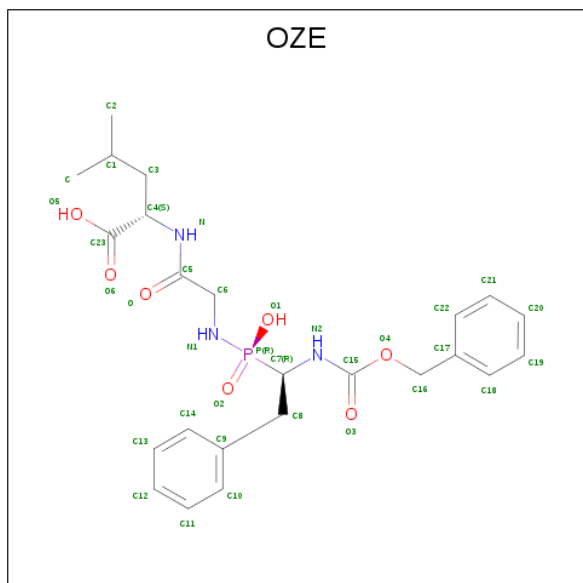 OZE
C2
C
C1
C3
O5
HO
C4(S)
N
C23
NH
O
O6
C5
O
O
C6
O1
OH
HN
N1
P
P(R)
C7(R)
N2
H
N
O4
O
C15
O
O3
C16
C17
C22
C21
C20
C19
C18
O
O2
C8
C14
C9
C13
C12
C11
C10